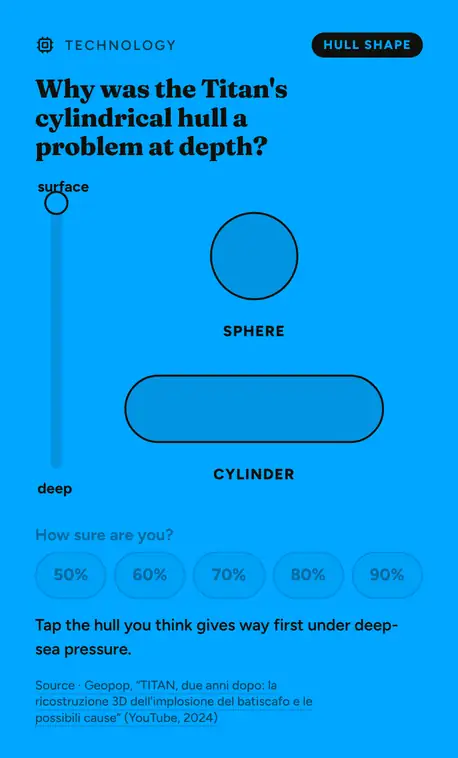 TECHNOLOGY
HULL SHAPE
Why was the Titan's
cylindrical hull a
problem at depth?
surface
SPHERE
CYLINDER
deep
How sure are you?
50% 60% 70% 80% 90%
Tap the hull you think gives way first under deep-
sea pressure.
Source · Geopop, "TITAN, due anni dopo: la
ricostruzione 3D dell'implosione del batiscafo e le
possibili cause" (YouTube, 2024)